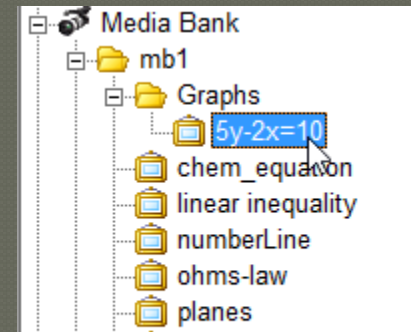 Media Bank
mb1
Graphs
5y-2x=10
chem_equation
linear inequality
numberLine
ohms-law
planes